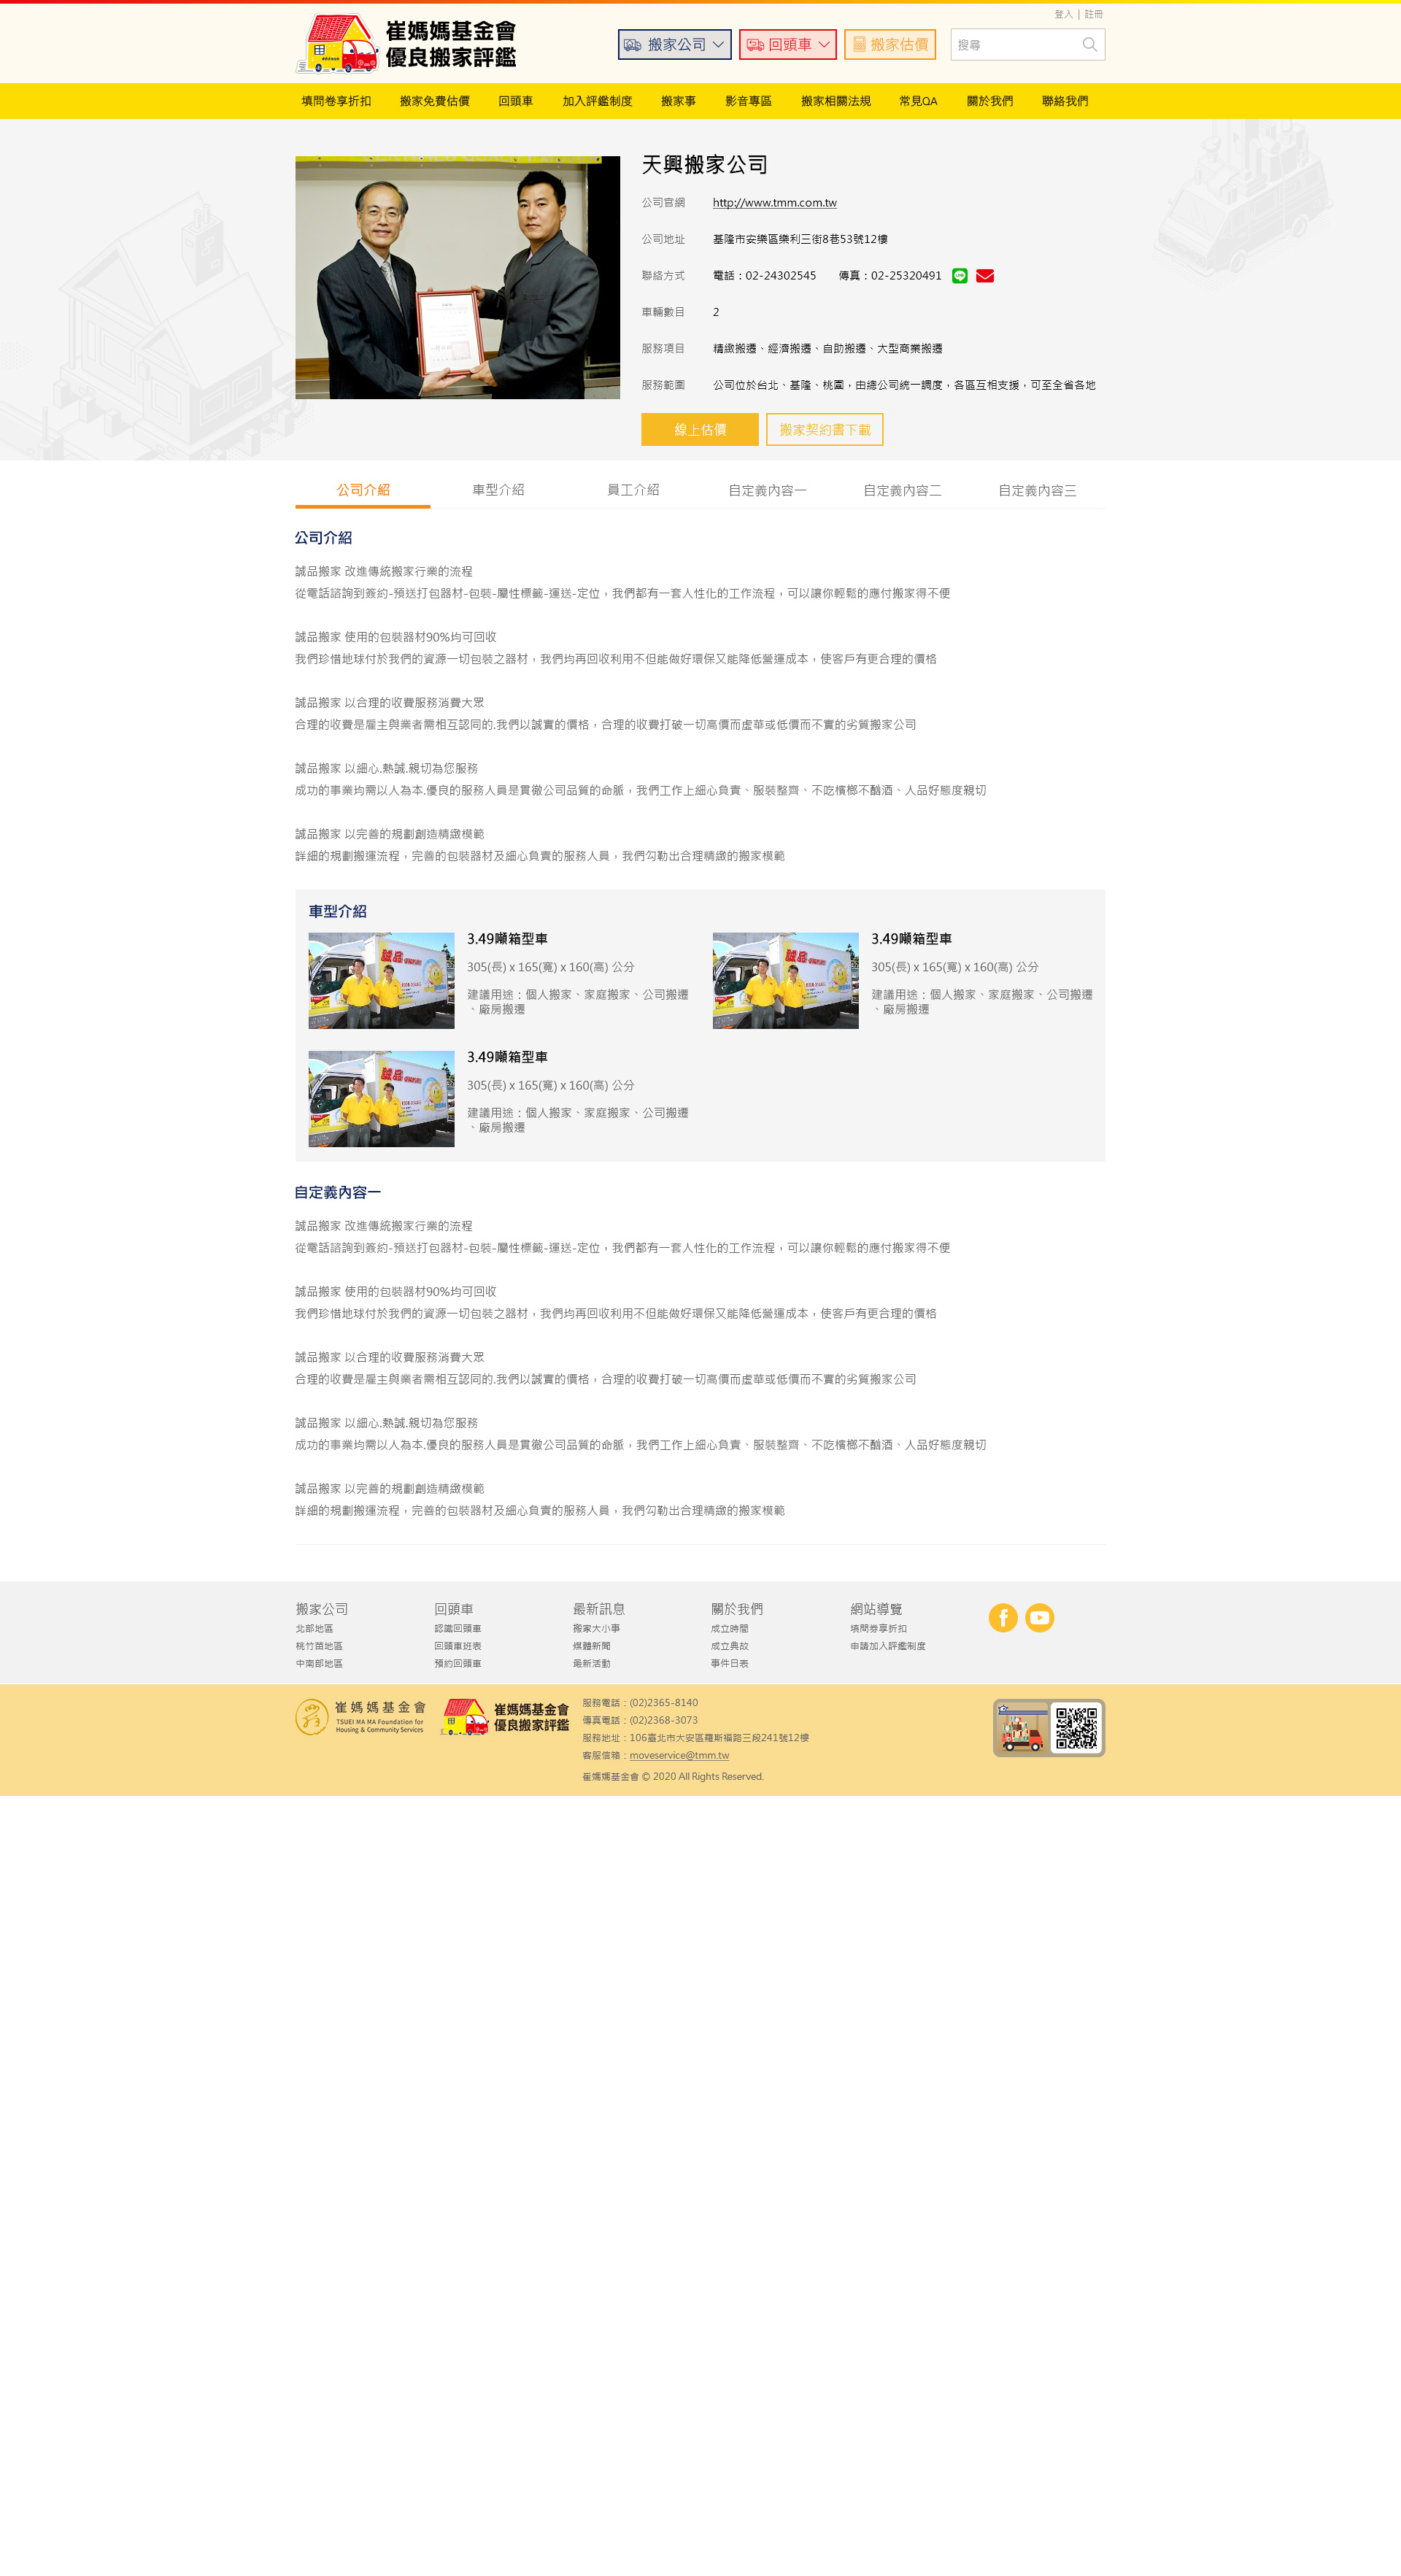 登入 | 註冊
崔媽媽基金會
優良搬家評鑑
搬家公司 回頭車 搬家估價 搜尋
填問卷享折扣 搬家免費估價 回頭車 加入評鑑制度 搬家事 影音專區 搬家相關法規 常見QA 關於我們 聯絡我們
天興搬家公司
公司官網 http://www.tmm.com.tw
公司地址 基隆市安樂區樂利三街8巷53號12樓
聯絡方式 電話：02-24302545 傳真：02-25320491
車輛數目 2
服務項目 精緻搬遷、經濟搬遷、自助搬遷、大型商業搬遷
服務範圍 公司位於台北、基隆、桃園，由總公司統一調度，各區互相支援，可至全省各地
線上估價 搬家契約書下載
公司介紹 車型介紹 員工介紹 自定義內容一 自定義內容二 自定義內容三
公司介紹
誠品搬家 改進傳統搬家行業的流程
從電話諮詢到簽約-預送打包器材-包裝-屬性標籤-運送-定位，我們都有一套人性化的工作流程，可以讓你輕鬆的應付搬家得不便
誠品搬家 使用的包裝器材90%均可回收
我們珍惜地球付於我們的資源一切包裝之器材，我們均再回收利用不但能做好環保又能降低營運成本，使客戶有更合理的價格
誠品搬家 以合理的收費服務消費大眾
合理的收費是雇主與業者需相互認同的.我們以誠實的價格，合理的收費打破一切高價而虛華或低價而不實的劣質搬家公司
誠品搬家 以細心.熱誠.親切為您服務
成功的事業均需以人為本.優良的服務人員是貫徹公司品質的命脈，我們工作上細心負責、服裝整齊、不吃檳榔不酗酒、人品好態度親切
誠品搬家 以完善的規劃創造精緻模範
詳細的規劃搬運流程，完善的包裝器材及細心負責的服務人員，我們勾勒出合理精緻的搬家模範
車型介紹
3.49噸箱型車
305(長) x 165(寬) x 160(高) 公分
建議用途：個人搬家、家庭搬家、公司搬遷
、廠房搬遷
誠品
3.49噸箱型車
305(長) x 165(寬) x 160(高) 公分
建議用途：個人搬家、家庭搬家、公司搬遷
、廠房搬遷
誠品
3.49噸箱型車
305(長) x 165(寬) x 160(高) 公分
建議用途：個人搬家、家庭搬家、公司搬遷
、廠房搬遷
誠品
自定義內容一
誠品搬家 改進傳統搬家行業的流程
從電話諮詢到簽約-預送打包器材-包裝-屬性標籤-運送-定位，我們都有一套人性化的工作流程，可以讓你輕鬆的應付搬家得不便
誠品搬家 使用的包裝器材90%均可回收
我們珍惜地球付於我們的資源一切包裝之器材，我們均再回收利用不但能做好環保又能降低營運成本，使客戶有更合理的價格
誠品搬家 以合理的收費服務消費大眾
合理的收費是雇主與業者需相互認同的.我們以誠實的價格，合理的收費打破一切高價而虛華或低價而不實的劣質搬家公司
誠品搬家 以細心.熱誠.親切為您服務
成功的事業均需以人為本.優良的服務人員是貫徹公司品質的命脈，我們工作上細心負責、服裝整齊、不吃檳榔不酗酒、人品好態度親切
誠品搬家 以完善的規劃創造精緻模範
詳細的規劃搬運流程，完善的包裝器材及細心負責的服務人員，我們勾勒出合理精緻的搬家模範
搬家公司 回頭車 最新訊息 關於我們 網站導覽
北部地區 認識回頭車 搬家大小事 成立時間 填問券享折扣
桃竹苗地區 回頭車班表 媒體新聞 成立典故 申請加入評鑑制度
中南部地區 預約回頭車 最新活動 事件日表
崔媽媽基金會
TSUEI MA MA Foundation for
Housing & Community Services
崔媽媽基金會
優良搬家評鑑
服務電話：(02)2365-8140
傳真電話：(02)2368-3073
服務地址：106臺北市大安區羅斯福路三段241號12樓
客服信箱：moveservice@tmm.tw
崔媽媽基金會 © 2020 All Rights Reserved.